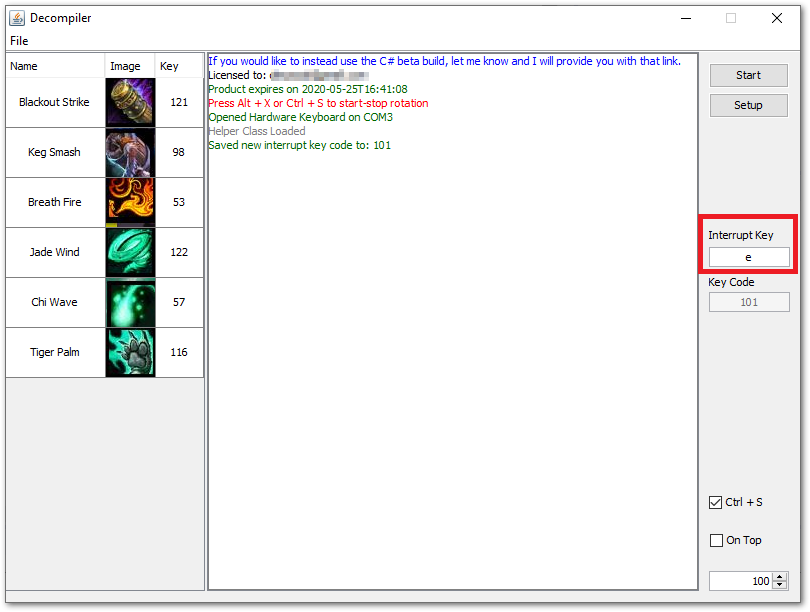 Decompiler
File
Name Image Key
Blackout Strike 121
Keg Smash 98
Breath Fire 53
Jade Wind 122
Chi Wave 57
Tiger Palm 116
If you would like to instead use the C# beta build, let me know and I will provide you with that link.
Licensed to:
Product expires on 2020-05-25T16:41:08
Press Alt + X or Ctrl + S to start-stop rotation
Opened Hardware Keyboard on COM3
Helper Class Loaded
Saved new interrupt key code to: 101
Start
Setup
Interrupt Key
e
Key Code
101
Ctrl + S
On Top
100